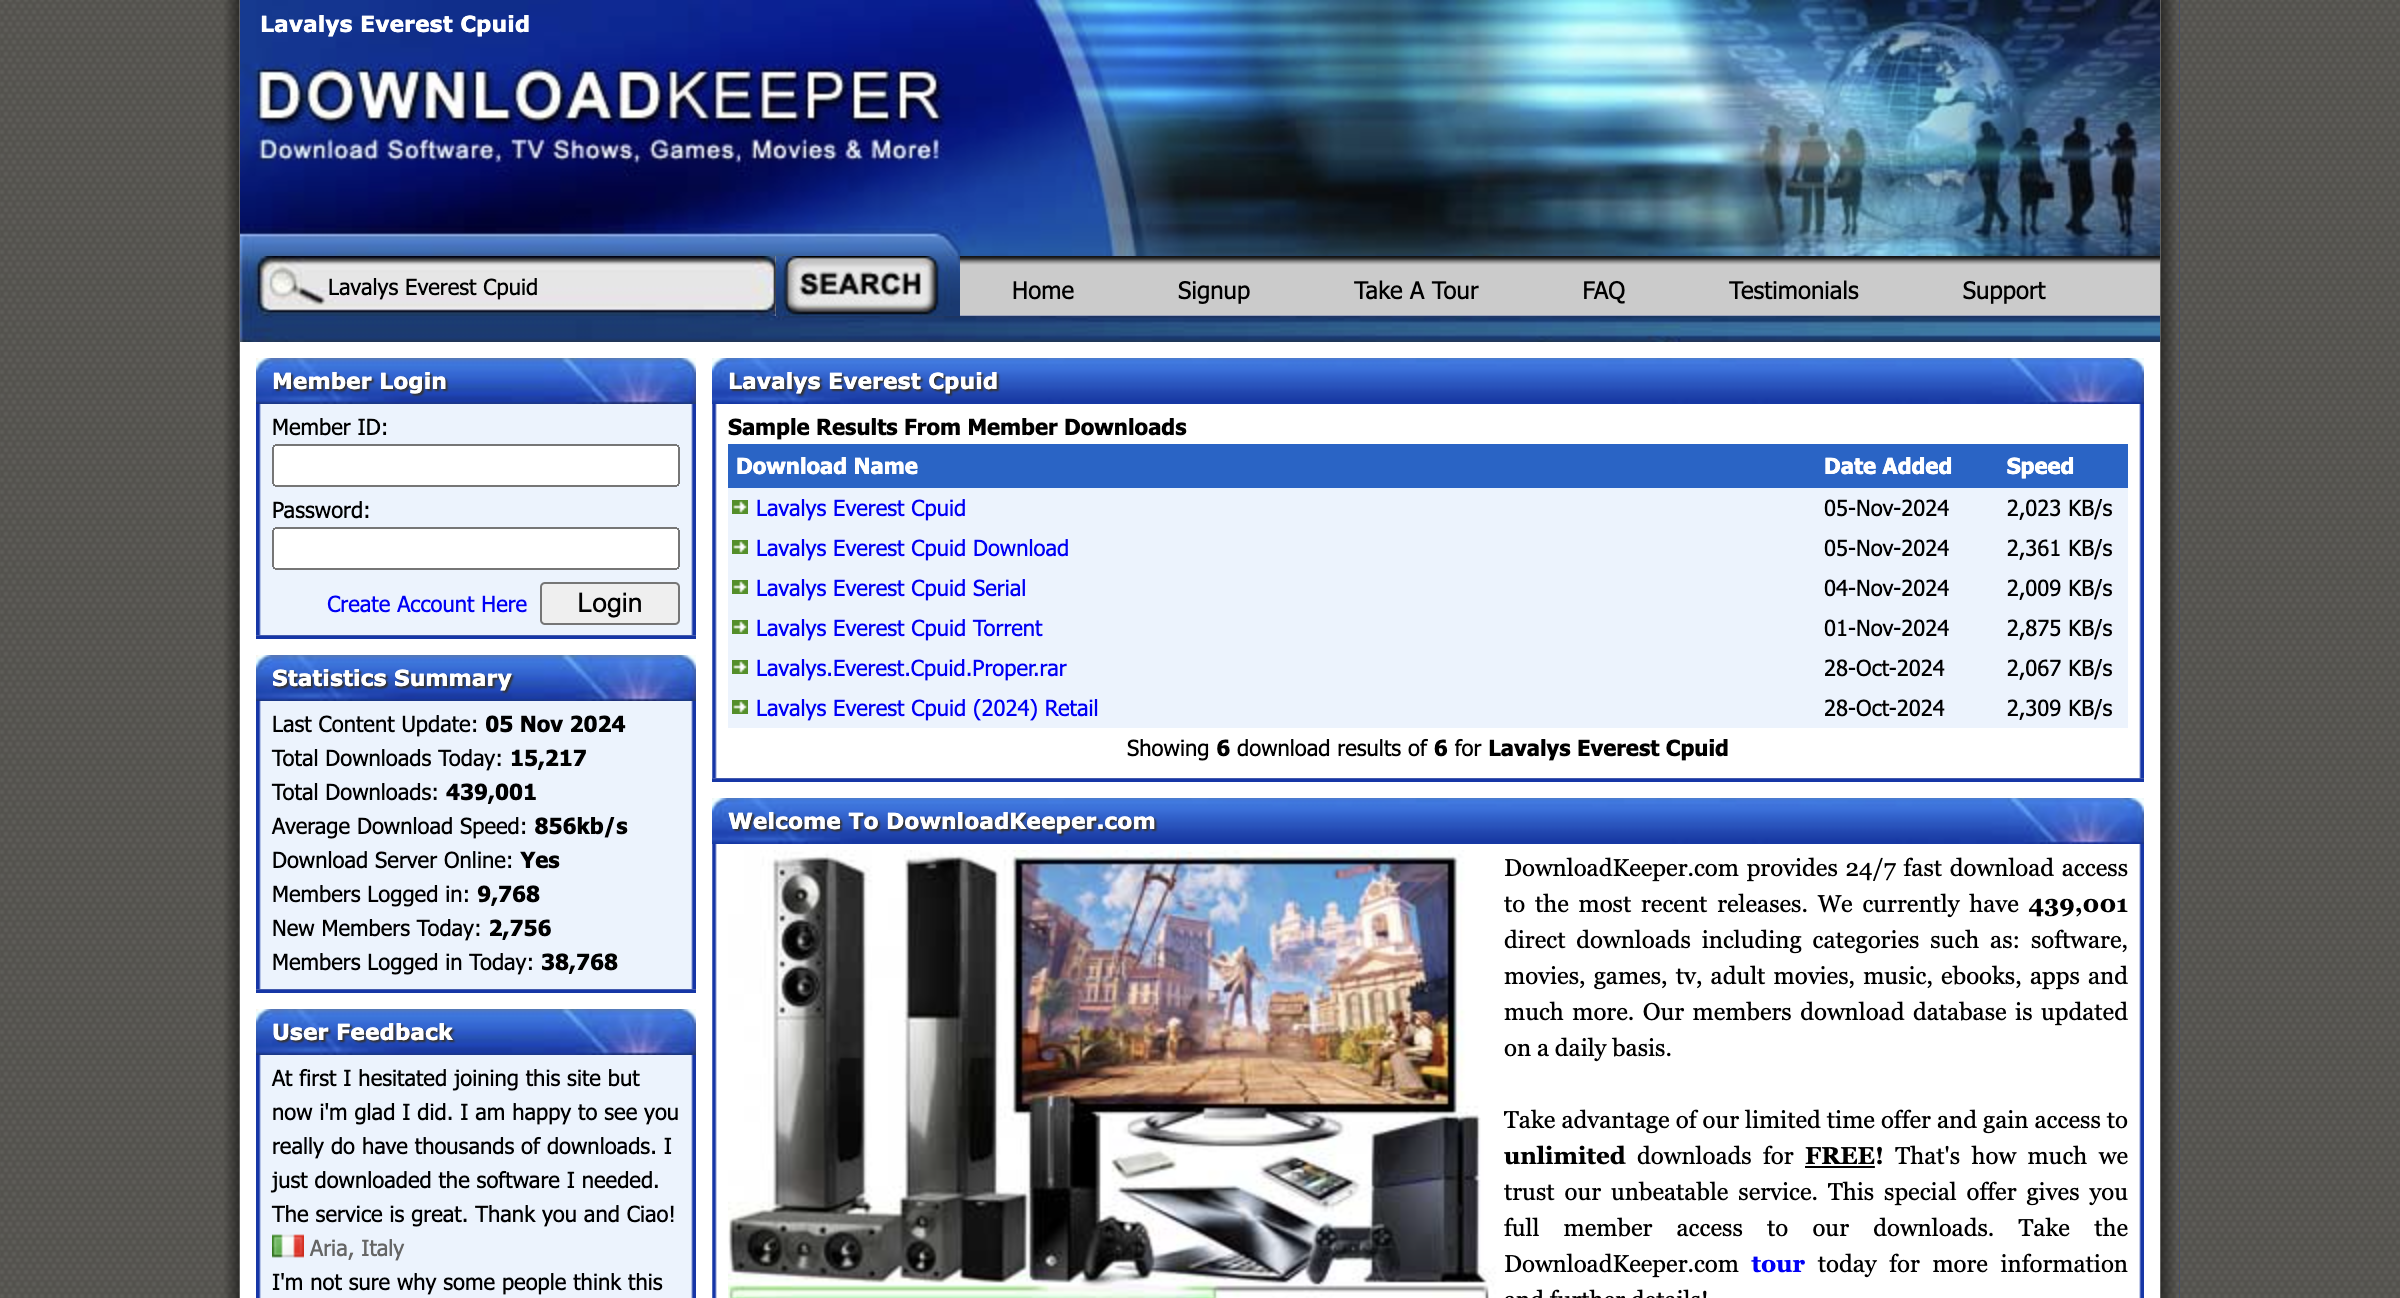 Lavalys Everest Cpuid
DOWNLOADKEEPER
Download Software, TV Shows, Games, Movies & More!
Lavalys Everest Cpuid
SEARCH
Home
Signup
Take A Tour
FAQ
Testimonials
Support
Member Login
Member ID:
Password:
Create Account Here
Login
Statistics Summary
Last Content Update: 05 Nov 2024
Total Downloads Today: 15,217
Total Downloads: 439,001
Average Download Speed: 856kb/s
Download Server Online: Yes
Members Logged in: 9,768
New Members Today: 2,756
Members Logged in Today: 38,768
User Feedback
At first I hesitated joining this site but
now i'm glad I did. I am happy to see you
really do have thousands of downloads. I
just downloaded the software I needed.
The service is great. Thank you and Ciao!
Aria, Italy
I'm not sure why some people think this
Lavalys Everest Cpuid
Sample Results From Member Downloads
Download Name Date Added Speed
Lavalys Everest Cpuid 05-Nov-2024 2,023 KB/s
Lavalys Everest Cpuid Download 05-Nov-2024 2,361 KB/s
Lavalys Everest Cpuid Serial 04-Nov-2024 2,009 KB/s
Lavalys Everest Cpuid Torrent 01-Nov-2024 2,875 KB/s
Lavalys.Everest.Cpuid.Proper.rar 28-Oct-2024 2,067 KB/s
Lavalys Everest Cpuid (2024) Retail 28-Oct-2024 2,309 KB/s
Showing 6 download results of 6 for Lavalys Everest Cpuid
Welcome To DownloadKeeper.com
DownloadKeeper.com provides 24/7 fast download access
to the most recent releases. We currently have 439,001
direct downloads including categories such as: software,
movies, games, tv, adult movies, music, ebooks, apps and
much more. Our members download database is updated
on a daily basis.
Take advantage of our limited time offer and gain access to
unlimited downloads for FREE! That's how much we
trust our unbeatable service. This special offer gives you
full member access to our downloads. Take the
DownloadKeeper.com tour today for more information
and further details!